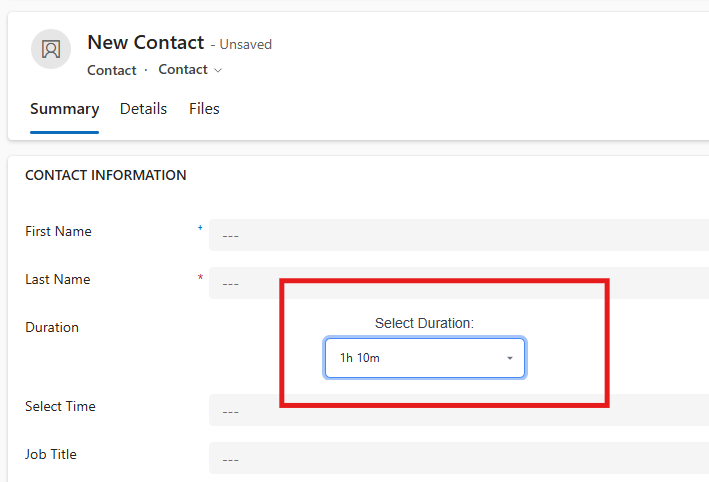 New Contact - Unsaved
Contact · Contact
Summary Details Files
CONTACT INFORMATION
First Name + ---
Last Name * ---
Duration
Select Duration:
1h 10m
Select Time ---
Job Title ---